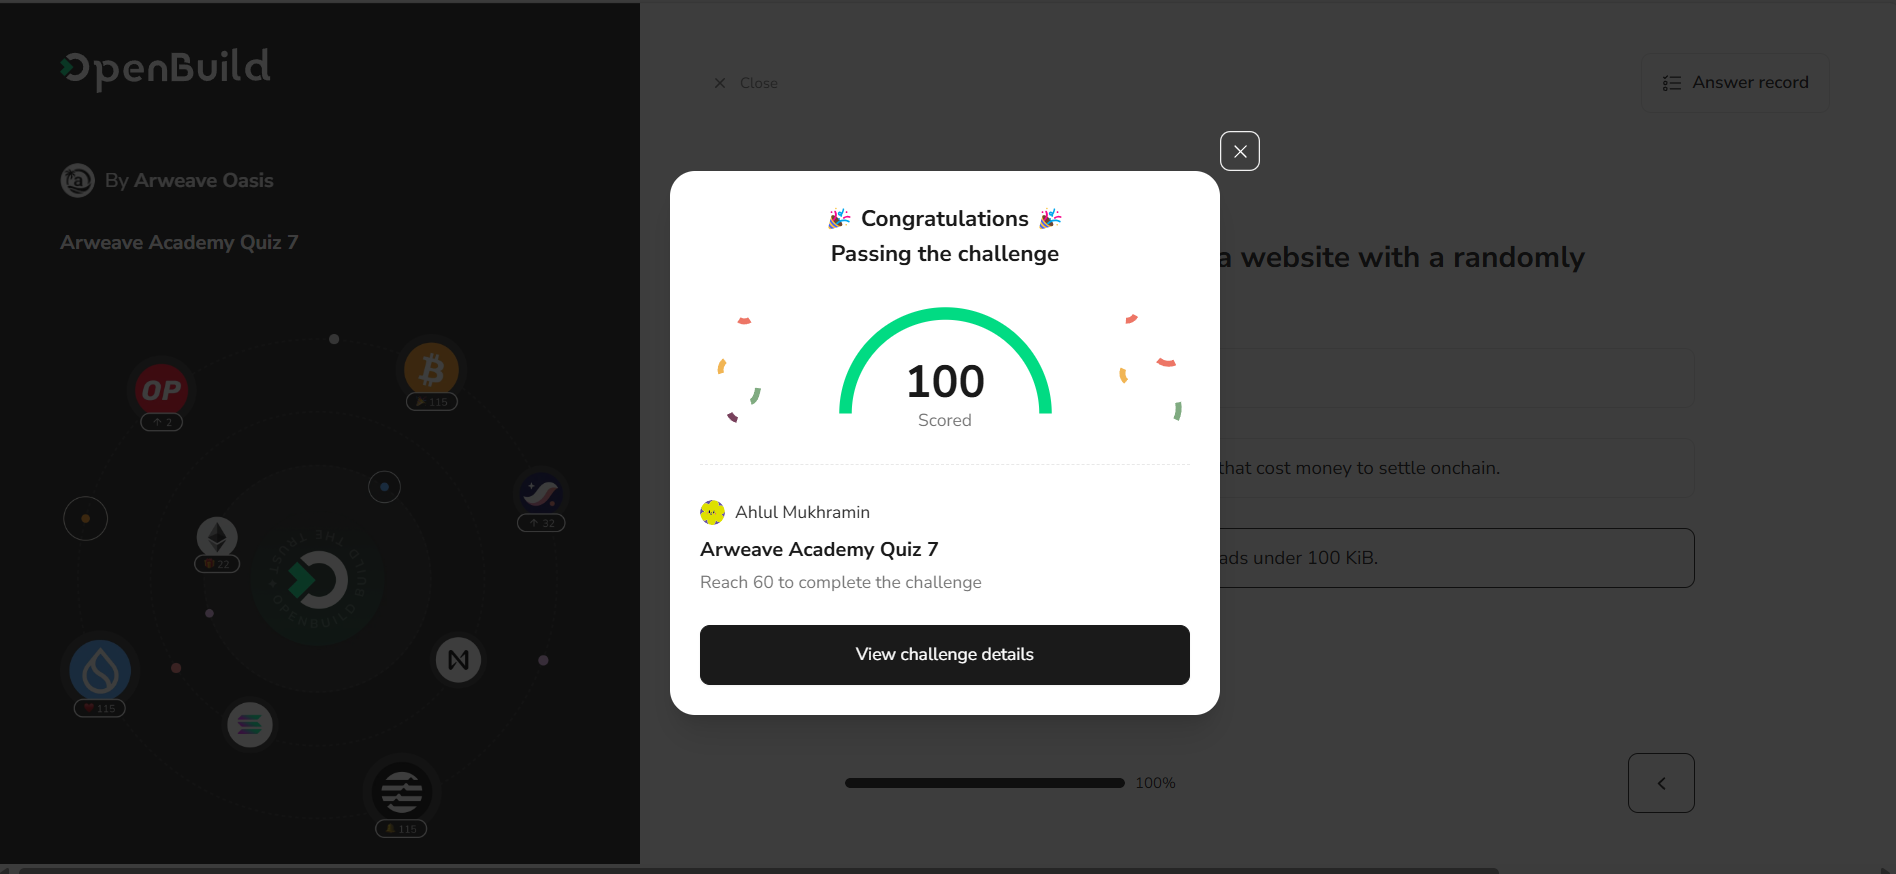 OpenBuild
By Arweave Oasis
Arweave Academy Quiz 7
OP
2
115
32
22
115
115
Close
Answer record
a website with a randomly
that cost money to settle onchain.
ads under 100 KiB.
100%
🎉 Congratulations 🎉
Passing the challenge
100
Scored
Ahlul Mukhramin
Arweave Academy Quiz 7
Reach 60 to complete the challenge
View challenge details